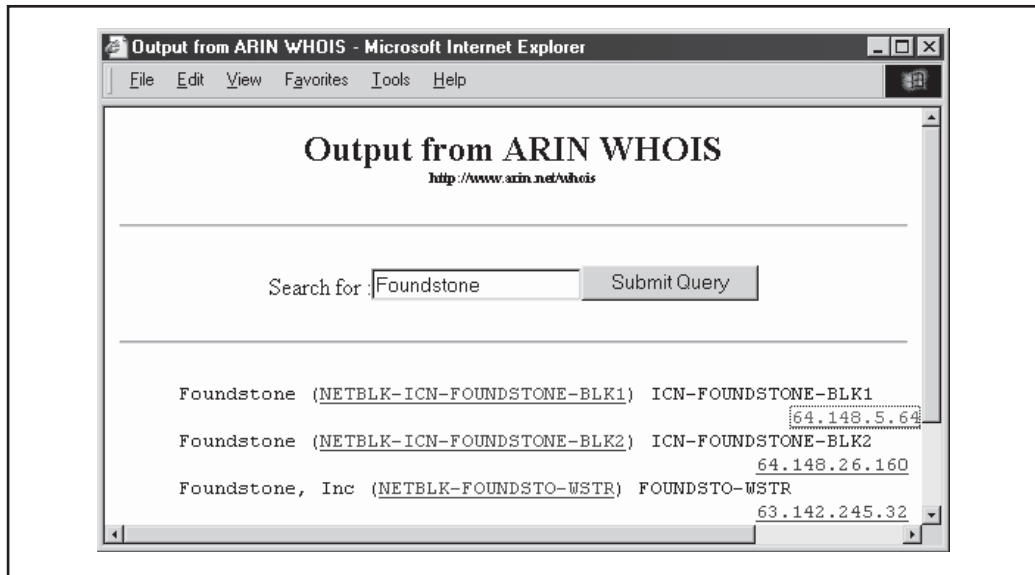 Output from ARIN WHOIS - Microsoft Internet Explorer
File Edit View Favorites Tools Help
Output from ARIN WHOIS
http://www.arin.net/whois
Search for :Foundstone Submit Query
Foundstone (NETBLK-ICN-FOUNDSTONE-BLK1) ICN-FOUNDSTONE-BLK1
64.148.5.64
Foundstone (NETBLK-ICN-FOUNDSTONE-BLK2) ICN-FOUNDSTONE-BLK2
64.148.26.160
Foundstone, Inc (NETBLK-FOUNDSTO-WSTR) FOUNDSTO-WSTR
63.142.245.32